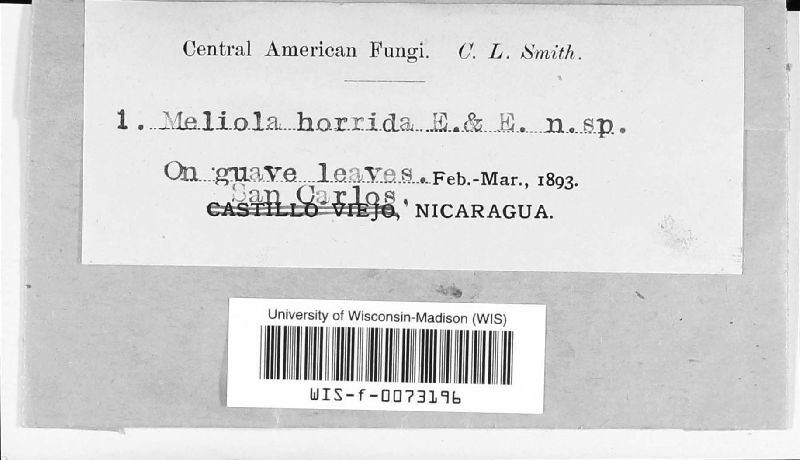 Central American Fungi. C. L. Smith.
1. Meliola horrida E. & E. n. sp.
On guave leaves. Feb.-Mar., 1893.
San Carlos
CASTILLO VIEJO, NICARAGUA.
University of Wisconsin-Madison (WIS)
WIS-f-0073196